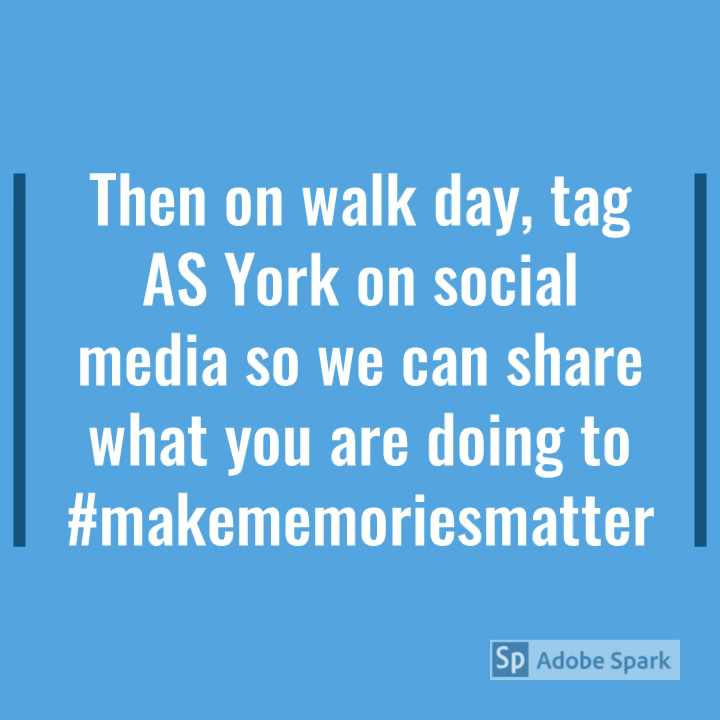 Then on walk day, tag
AS York on social
media so we can share
what you are doing to
#makememoriesmatter
Sp Adobe Spark